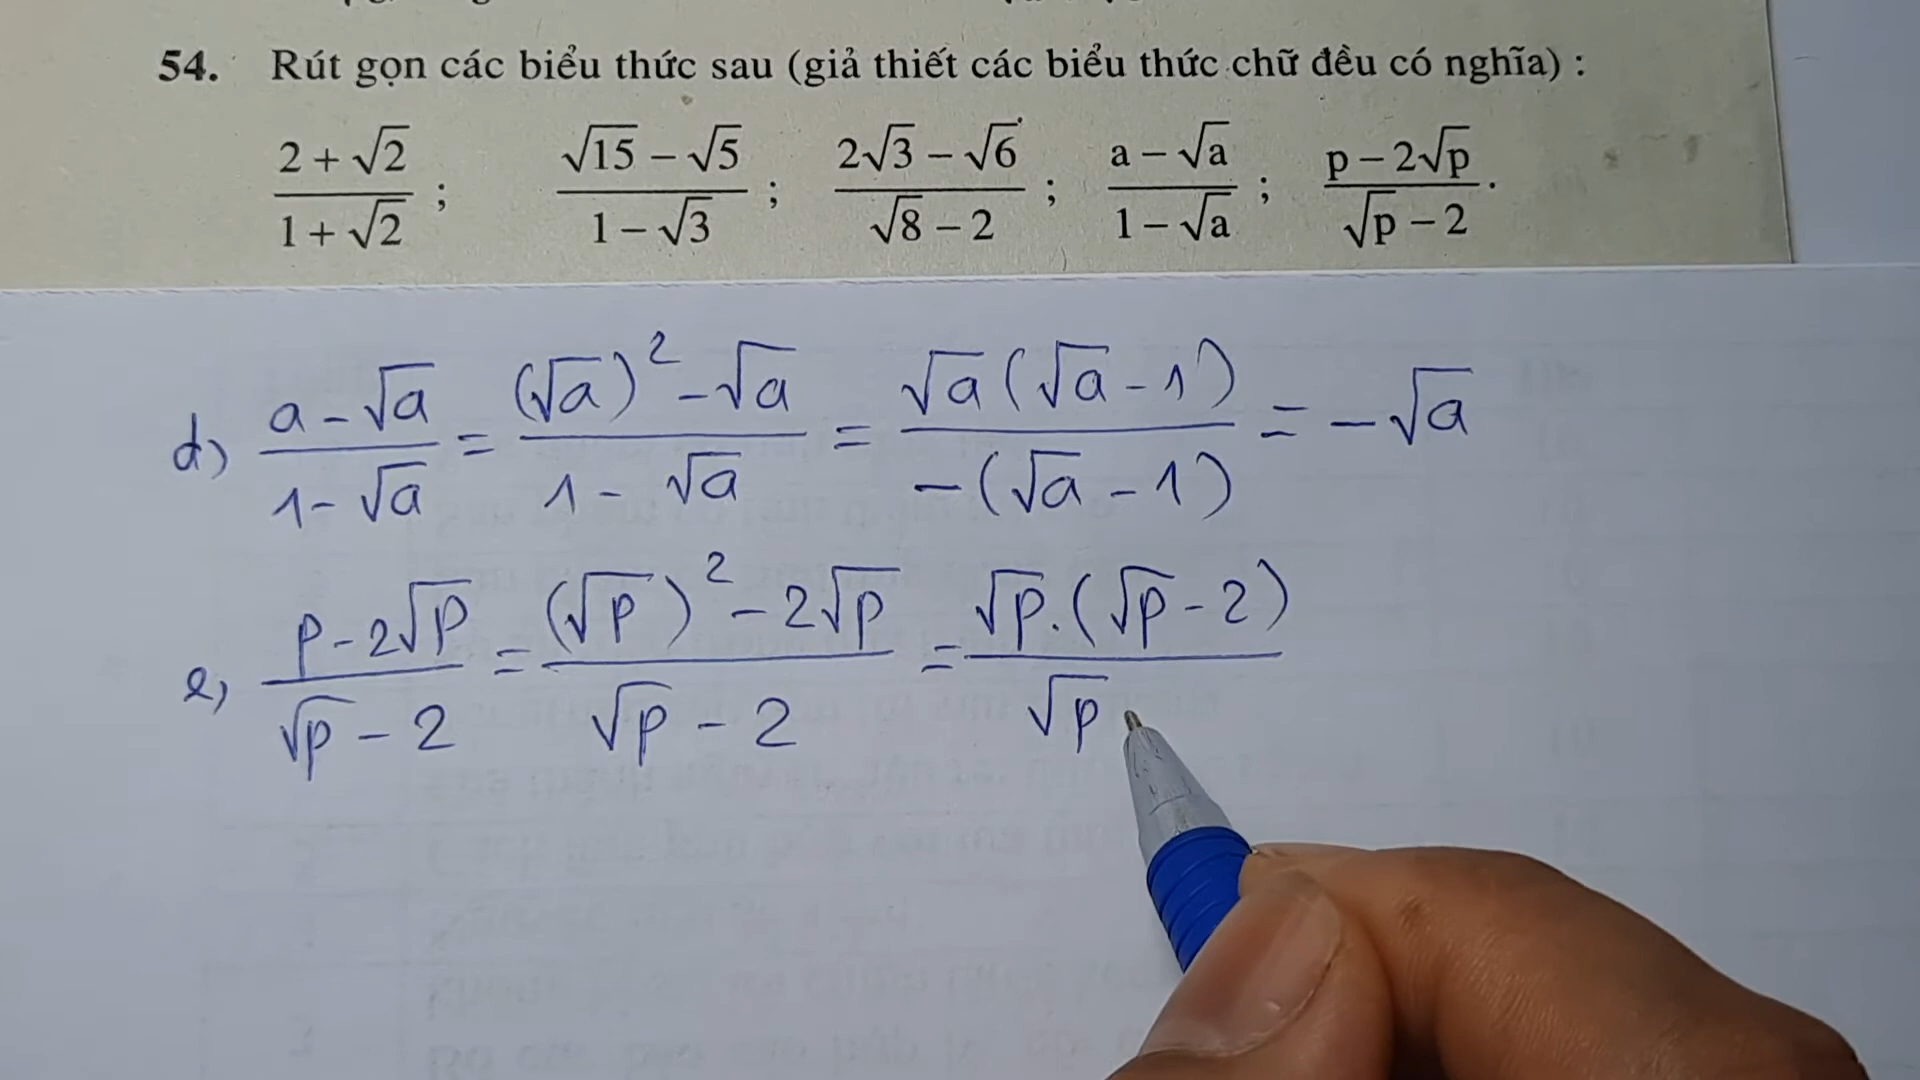 54. Rút gọn các biểu thức sau (giả thiết các biểu thức chữ đều có nghĩa) :
(2 + √2)/(1 + √2) ; (√15 − √5)/(1 − √3) ; (2√3 − √6)/(√8 − 2) ; (a − √a)/(1 − √a) ; (p − 2√p)/(√p − 2) .
d) (a - √a)/(1 - √a) = ((√a)² - √a)/(1 - √a) = (√a(√a - 1))/(-(√a - 1)) = -√a
e, (p - 2√p)/(√p - 2) = ((√p)² - 2√p)/(√p - 2) = (√p.(√p - 2))/(√p